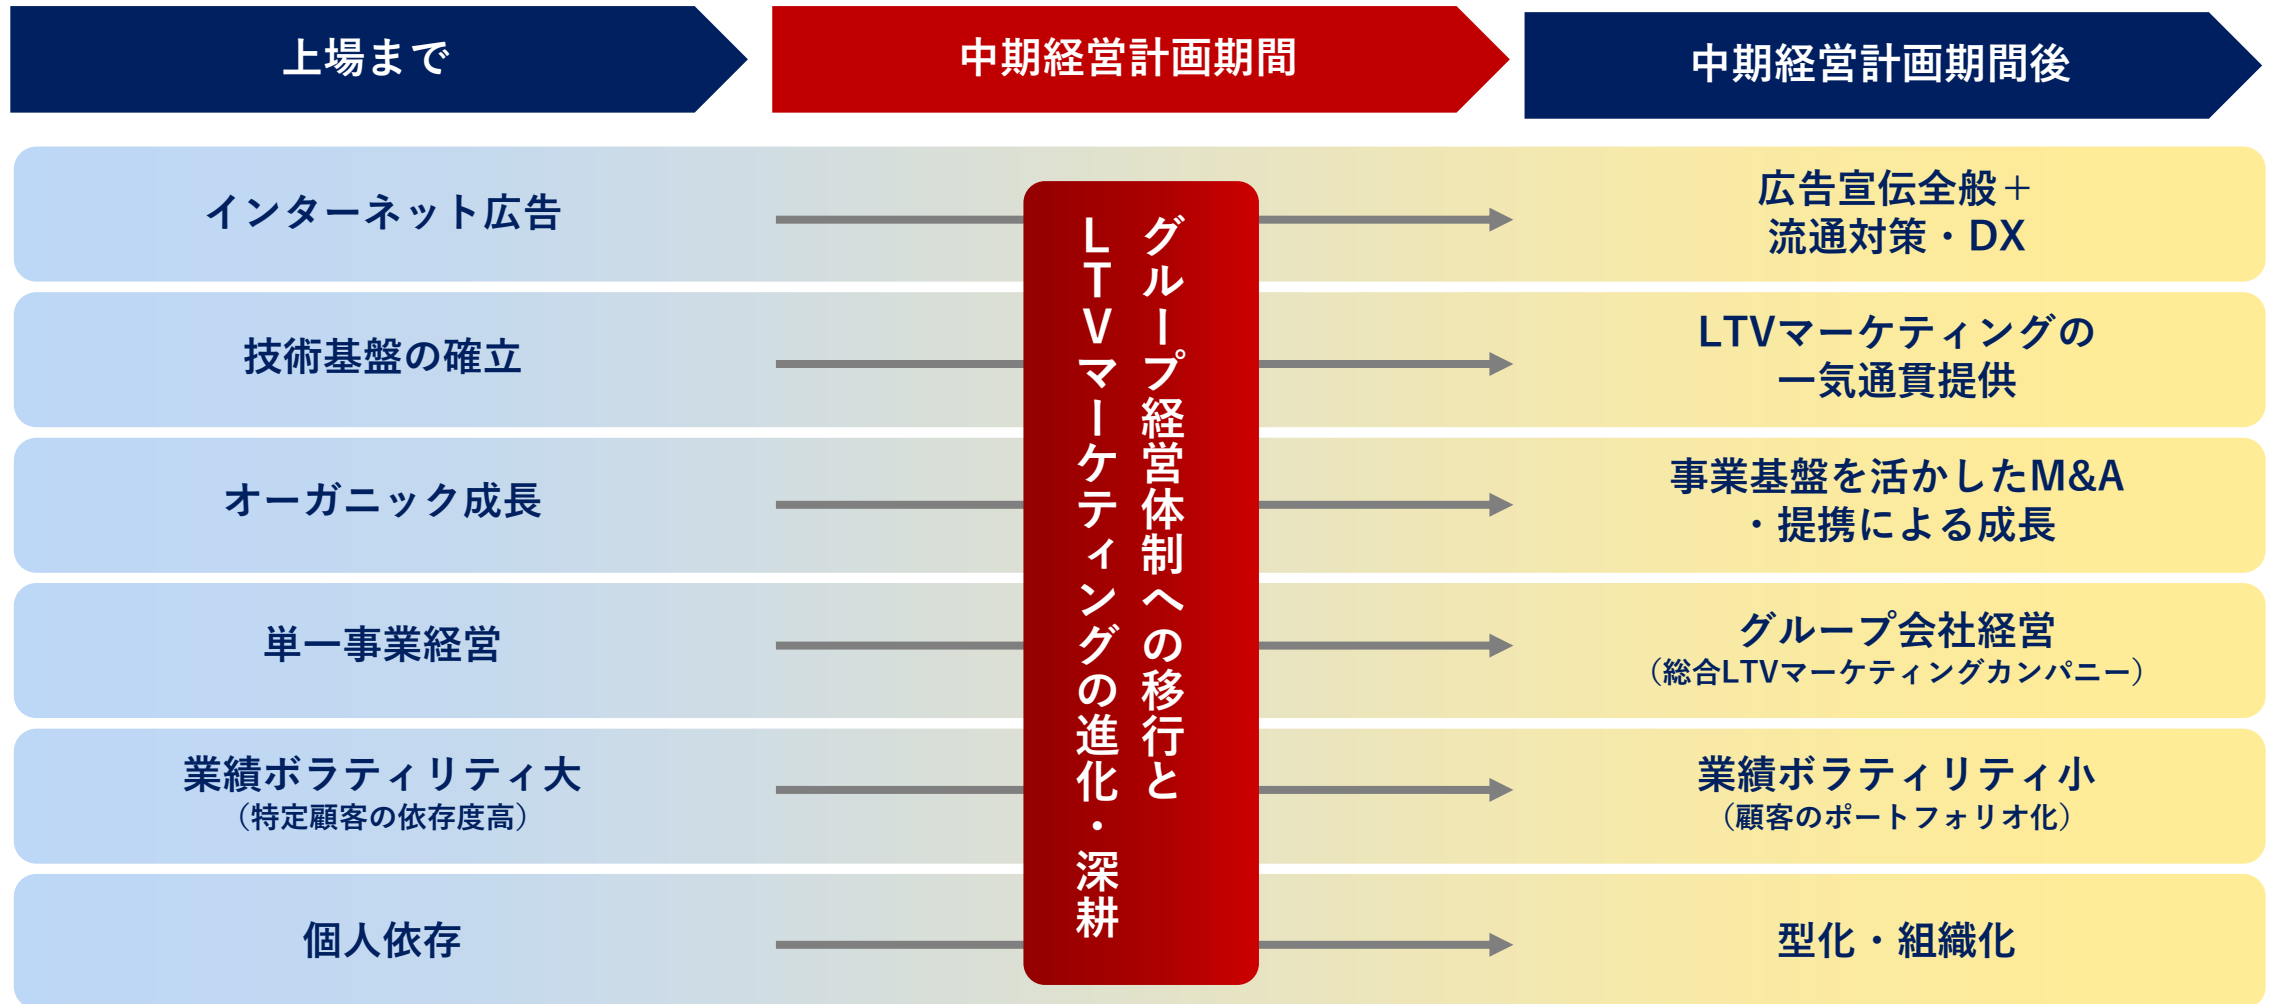 上場まで
中期経営計画期間
中期経営計画期間後
インターネット広告
広告宣伝全般＋
流通対策・DX
技術基盤の確立
LTVマーケティングの
一気通貫提供
オーガニック成長
事業基盤を活かしたM&A
・提携による成長
単一事業経営
グループ会社経営
（総合LTVマーケティングカンパニー）
業績ボラティリティ大
（特定顧客の依存度高）
業績ボラティリティ小
（顧客のポートフォリオ化）
個人依存
型化・組織化
グループ経営体制への移行と
ＬＴＶマーケティングの進化・深耕